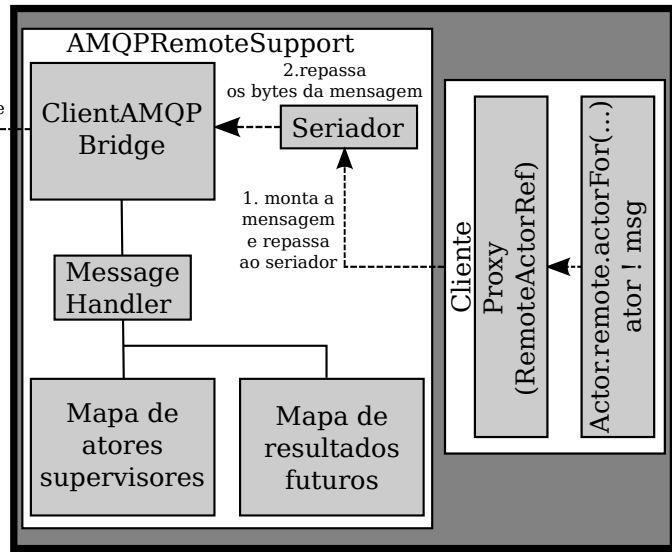 AMQPRemoteSupport
ClientAMQP
Bridge
2.repassa
os bytes da mensagem
Seriador
e
1. monta a
mensagem
e repassa
ao seriador
Message
Handler
Mapa de
atores
supervisores
Mapa de
resultados
futuros
Cliente
Proxy
(RemoteActorRef)
Actor.remote.actorFor(...)
ator ! msg